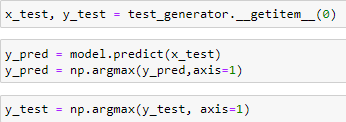 x_test, y_test = test_generator.__getitem__(0)
y_pred = model.predict(x_test)
y_pred = np.argmax(y_pred,axis=1)
y_test = np.argmax(y_test, axis=1)